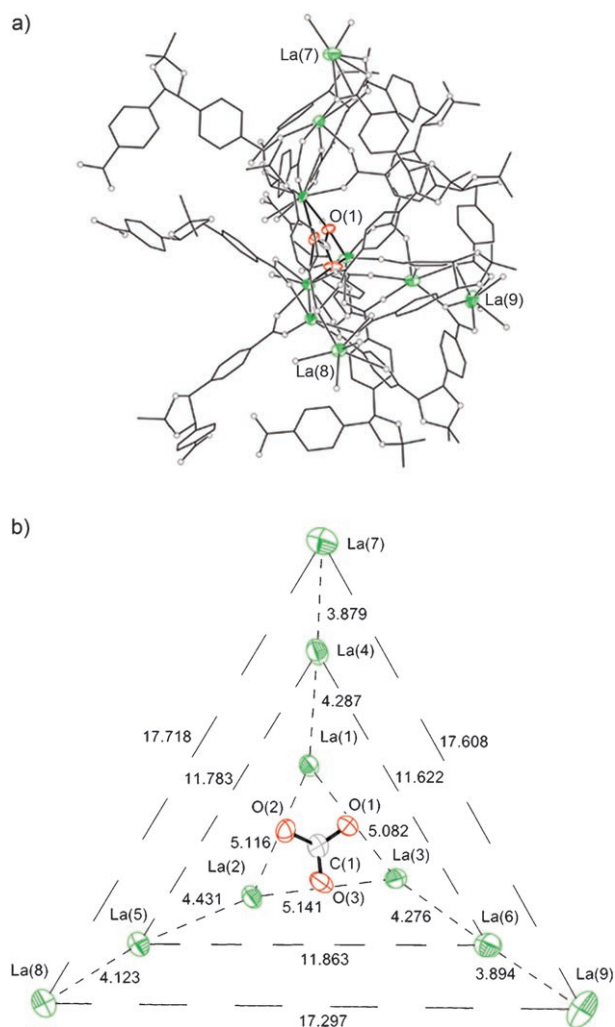 a)
La(7)
O(1)
La(9)
La(8)
b)
La(7)
3.879
La(4)
4.287
17.718
17.608
La(1)
11.783
11.622
O(2)
O(1)
5.116
5.082
La(2)
C(1)
La(3)
La(5)
4.431
5.141
O(3)
4.276
La(6)
La(8)
4.123
11.863
3.894
La(9)
17.297